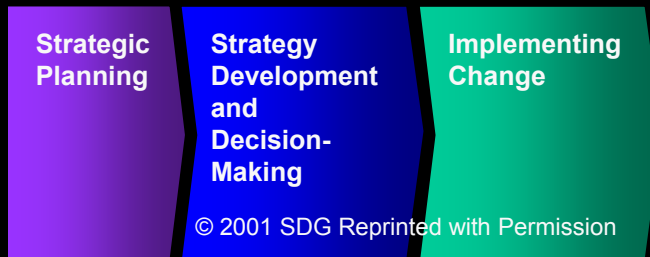 Strategic
Planning
Strategy
Development
and
Decision-
Making
Implementing
Change
© 2001 SDG Reprinted with Permission